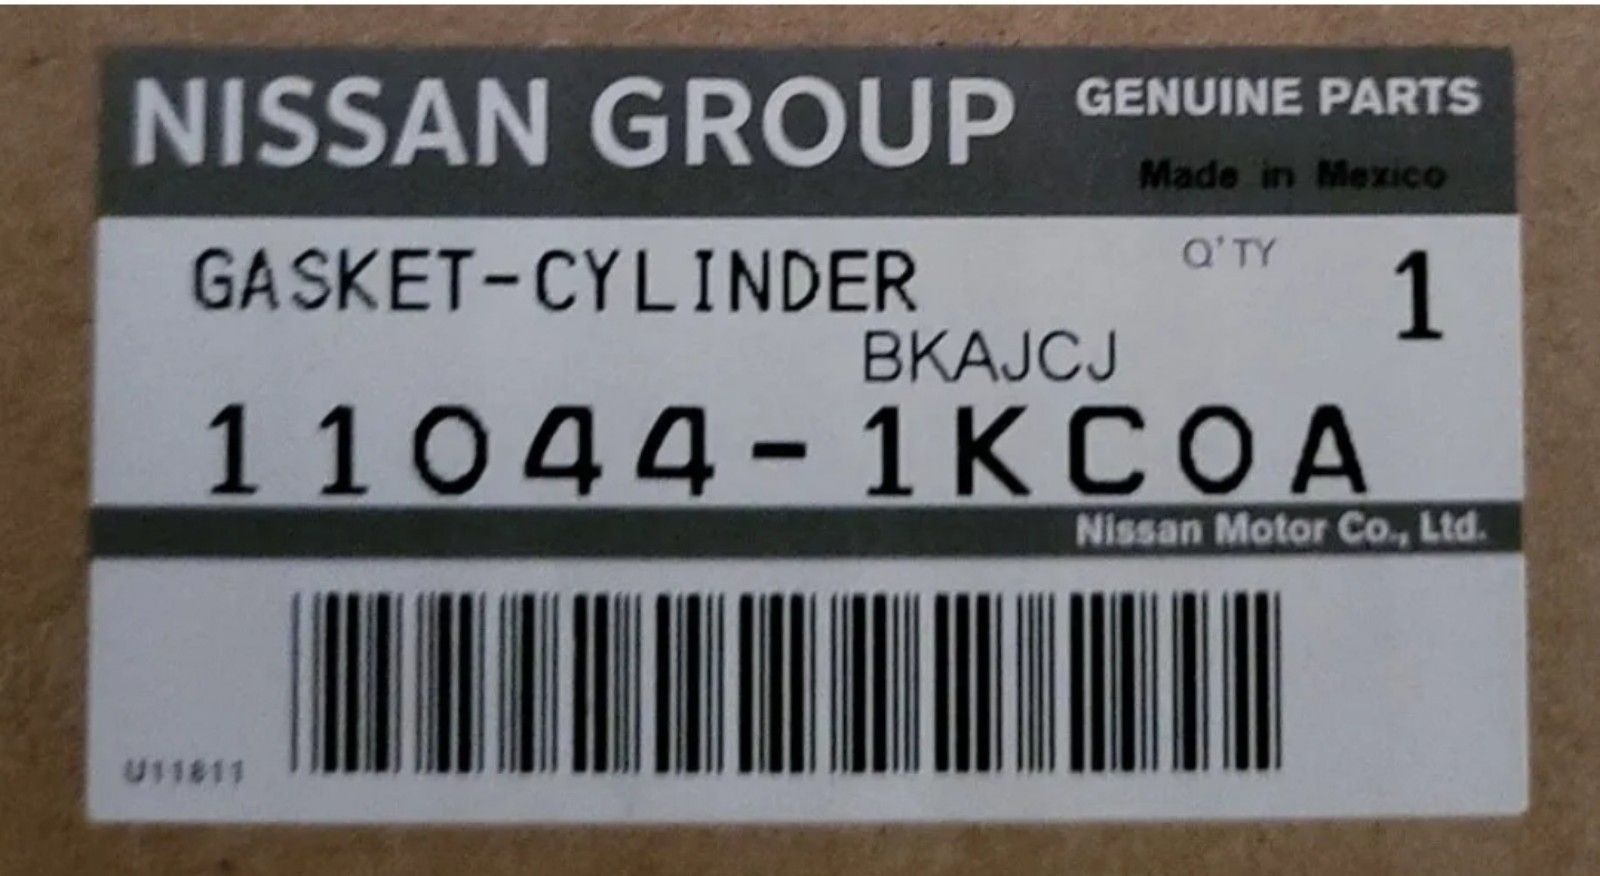 NISSAN GROUP
GENUINE PARTS
Made in Mexico
GASKET-CYLINDER
Q'TY 1
BKAJCJ
11044-1KC0A
Nissan Motor Co., Ltd.
U11811